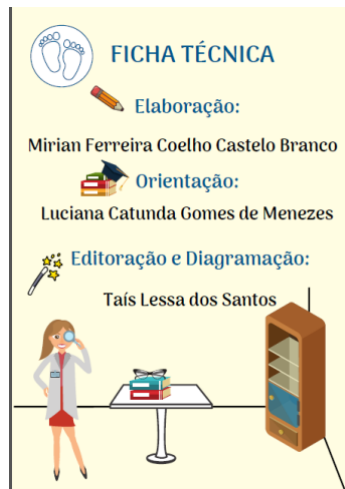 FICHA TÉCNICA
Elaboração:
Mirian Ferreira Coelho Castelo Branco
Orientação:
Luciana Catunda Gomes de Menezes
Editoração e Diagramação:
Taís Lessa dos Santos